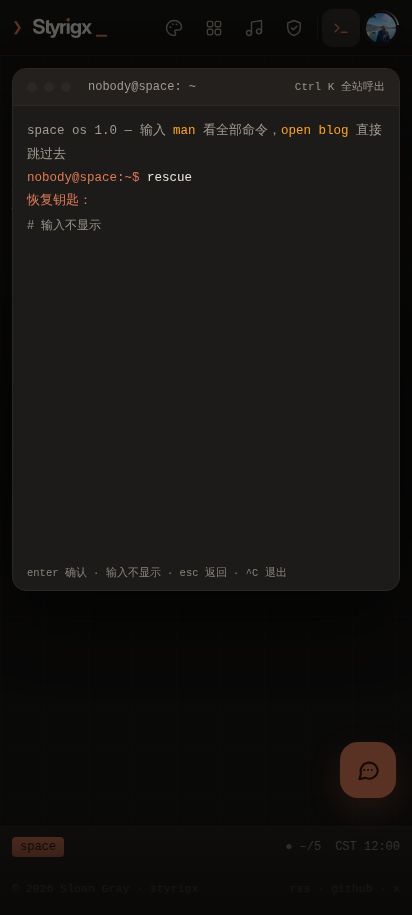 ❯ Styrigx _
nobody@space: ~
Ctrl K 全站呼出
space os 1.0 — 输入 man 看全部命令，open blog 直接
跳过去
nobody@space:~$ rescue
恢复钥匙：
# 输入不显示
enter 确认 · 输入不显示 · esc 返回 · ^C 退出
space
● –/5 CST 12:00
© 2026 Sloan Gray · styrigx
rss · github · x